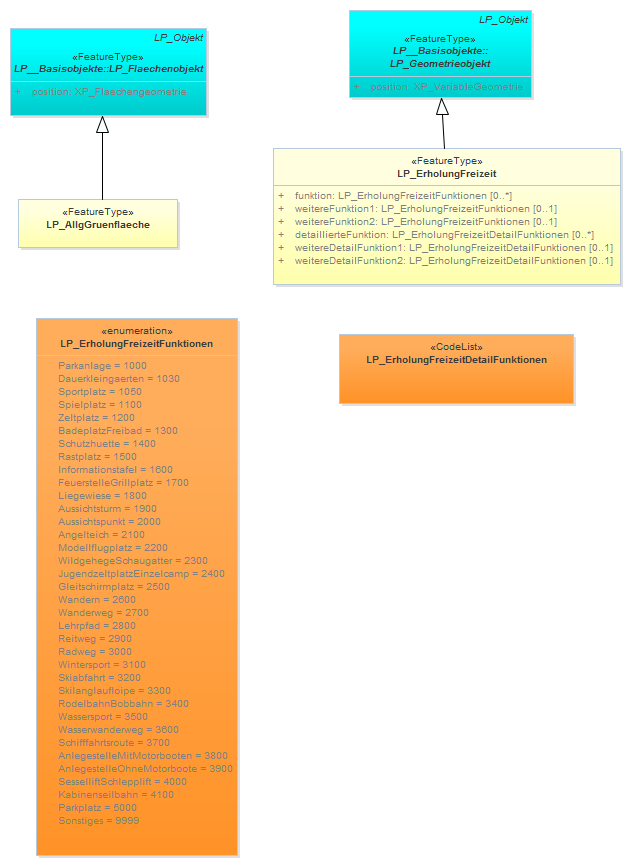 LP_Objekt
«FeatureType»
LP__Basisobjekte::LP_Flaechenobjekt
+ position: XP_Flaechengeometrie
LP_Objekt
«FeatureType»
LP__Basisobjekte::
LP_Geometrieobjekt
+ position: XP_VariableGeometrie
«FeatureType»
LP_AllgGruenflaeche
«FeatureType»
LP_ErholungFreizeit
+ funktion: LP_ErholungFreizeitFunktionen [0..*]
+ weitereFunktion1: LP_ErholungFreizeitFunktionen [0..1]
+ weitereFunktion2: LP_ErholungFreizeitFunktionen [0..1]
+ detaillierteFunktion: LP_ErholungFreizeitDetailFunktionen [0..*]
+ weitereDetailFunktion1: LP_ErholungFreizeitDetailFunktionen [0..1]
+ weitereDetailFunktion2: LP_ErholungFreizeitDetailFunktionen [0..1]
«enumeration»
LP_ErholungFreizeitFunktionen
Parkanlage = 1000
Dauerkleingaerten = 1030
Sportplatz = 1050
Spielplatz = 1100
Zeltplatz = 1200
BadeplatzFreibad = 1300
Schutzhuette = 1400
Rastplatz = 1500
Informationstafel = 1600
FeuerstelleGrillplatz = 1700
Liegewiese = 1800
Aussichtsturm = 1900
Aussichtspunkt = 2000
Angelteich = 2100
Modellflugplatz = 2200
WildgehegeSchaugatter = 2300
JugendzeltplatzEinzelcamp = 2400
Gleitschirmplatz = 2500
Wandern = 2600
Wanderweg = 2700
Lehrpfad = 2800
Reitweg = 2900
Radweg = 3000
Wintersport = 3100
Skiabfahrt = 3200
Skilanglaufloipe = 3300
RodelbahnBobbahn = 3400
Wassersport = 3500
Wasserwanderweg = 3600
Schifffahrtsroute = 3700
AnlegestelleMitMotorbooten = 3800
AnlegestelleOhneMotorboote = 3900
SesselliftSchlepplift = 4000
Kabinenseilbahn = 4100
Parkplatz = 5000
Sonstiges = 9999
«CodeList»
LP_ErholungFreizeitDetailFunktionen